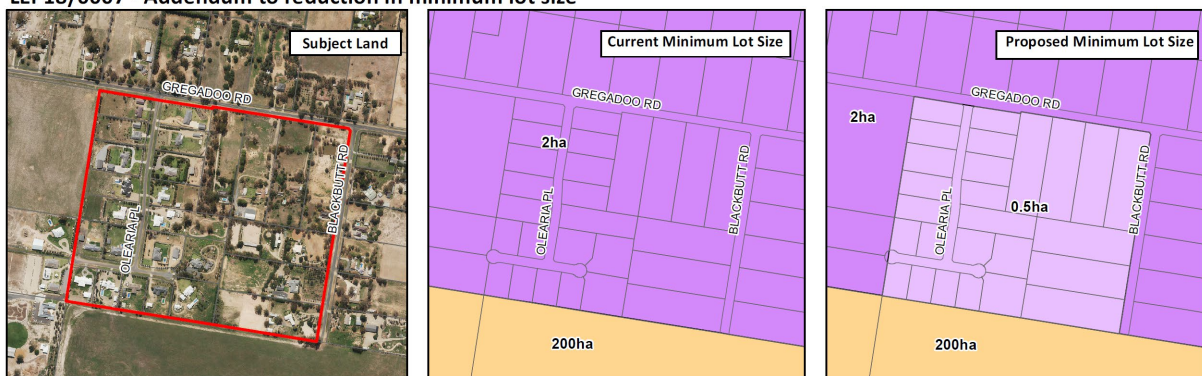 LEP18/0007 - Addendum to reduction in minimum lot size
Subject Land
GREGADOO RD
OLEARIA PL
BLACKBUTT RD
Current Minimum Lot Size
GREGADOO RD
2ha
OLEARIA PL
BLACKBUTT RD
200ha
Proposed Minimum Lot Size
GREGADOO RD
2ha
OLEARIA PL
0.5ha
BLACKBUTT RD
200ha